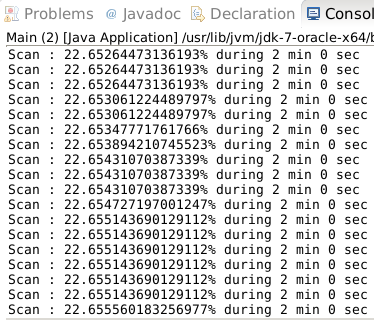 Problems @ Javadoc Declaration Consol
Main (2) [Java Application] /usr/lib/jvm/jdk-7-oracle-x64/b
Scan : 22.65264473136193% during 2 min 0 sec
Scan : 22.65264473136193% during 2 min 0 sec
Scan : 22.65264473136193% during 2 min 0 sec
Scan : 22.653061224489797% during 2 min 0 sec
Scan : 22.653061224489797% during 2 min 0 sec
Scan : 22.65347771761766% during 2 min 0 sec
Scan : 22.653894210745523% during 2 min 0 sec
Scan : 22.65431070387339% during 2 min 0 sec
Scan : 22.65431070387339% during 2 min 0 sec
Scan : 22.65431070387339% during 2 min 0 sec
Scan : 22.654727197001247% during 2 min 0 sec
Scan : 22.655143690129112% during 2 min 0 sec
Scan : 22.655143690129112% during 2 min 0 sec
Scan : 22.655143690129112% during 2 min 0 sec
Scan : 22.655143690129112% during 2 min 0 sec
Scan : 22.655143690129112% during 2 min 0 sec
Scan : 22.655143690129112% during 2 min 0 sec
Scan : 22.655560183256977% during 2 min 0 sec